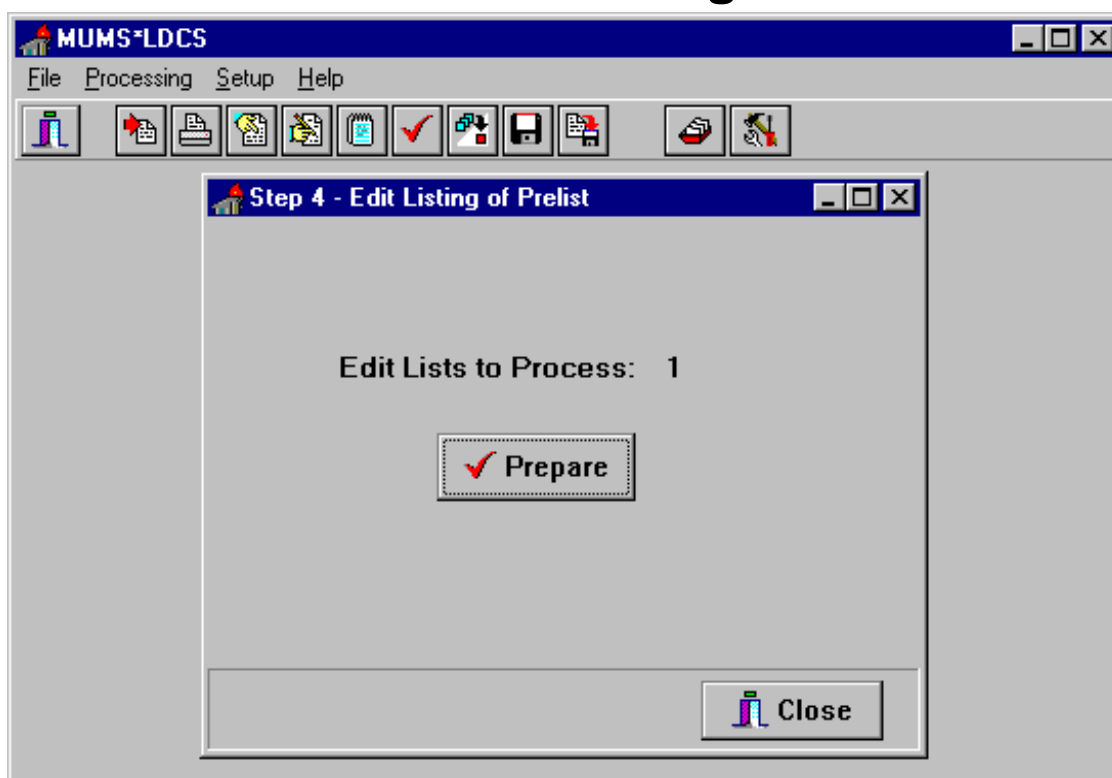 MUMS*LDCS
File Processing Setup Help
Step 4 - Edit Listing of Prelist
Edit Lists to Process: 1
Prepare
Close